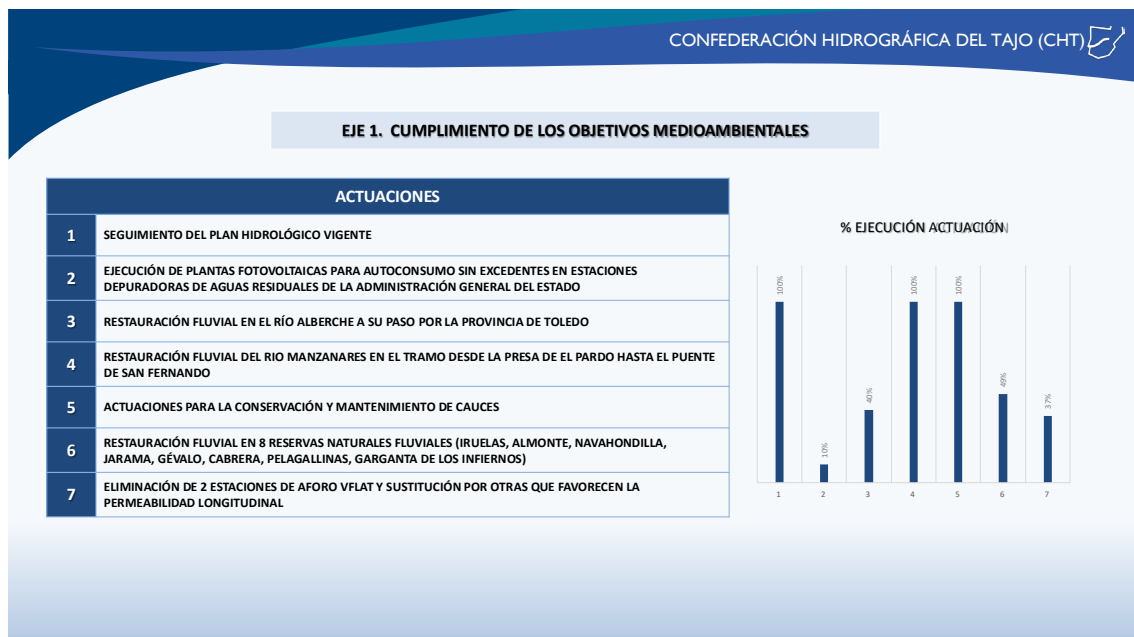 CONFEDERACIÓN HIDROGRÁFICA DEL TAJO (CHT)
EJE 1. CUMPLIMIENTO DE LOS OBJETIVOS MEDIOAMBIENTALES
ACTUACIONES
1 SEGUIMIENTO DEL PLAN HIDROLÓGICO VIGENTE
2 EJECUCIÓN DE PLANTAS FOTOVOLTAICAS PARA AUTOCONSUMO SIN EXCEDENTES EN ESTACIONES
DEPURADORAS DE AGUAS RESIDUALES DE LA ADMINISTRACIÓN GENERAL DEL ESTADO
3 RESTAURACIÓN FLUVIAL EN EL RÍO ALBERCHE A SU PASO POR LA PROVINCIA DE TOLEDO
4 RESTAURACIÓN FLUVIAL DEL RIO MANZANARES EN EL TRAMO DESDE LA PRESA DE EL PARDO HASTA EL PUENTE
DE SAN FERNANDO
5 ACTUACIONES PARA LA CONSERVACIÓN Y MANTENIMIENTO DE CAUCES
6 RESTAURACIÓN FLUVIAL EN 8 RESERVAS NATURALES FLUVIALES (IRUELAS, ALMONTE, NAVAHONDILLA,
JARAMA, GÉVALO, CABRERA, PELAGALLINAS, GARGANTA DE LOS INFIERNOS)
7 ELIMINACIÓN DE 2 ESTACIONES DE AFORO VFLAT Y SUSTITUCIÓN POR OTRAS QUE FAVORECEN LA
PERMEABILIDAD LONGITUDINAL
% EJECUCIÓN ACTUACIÓN
100% 10% 40% 100% 100% 49% 37%
1 2 3 4 5 6 7